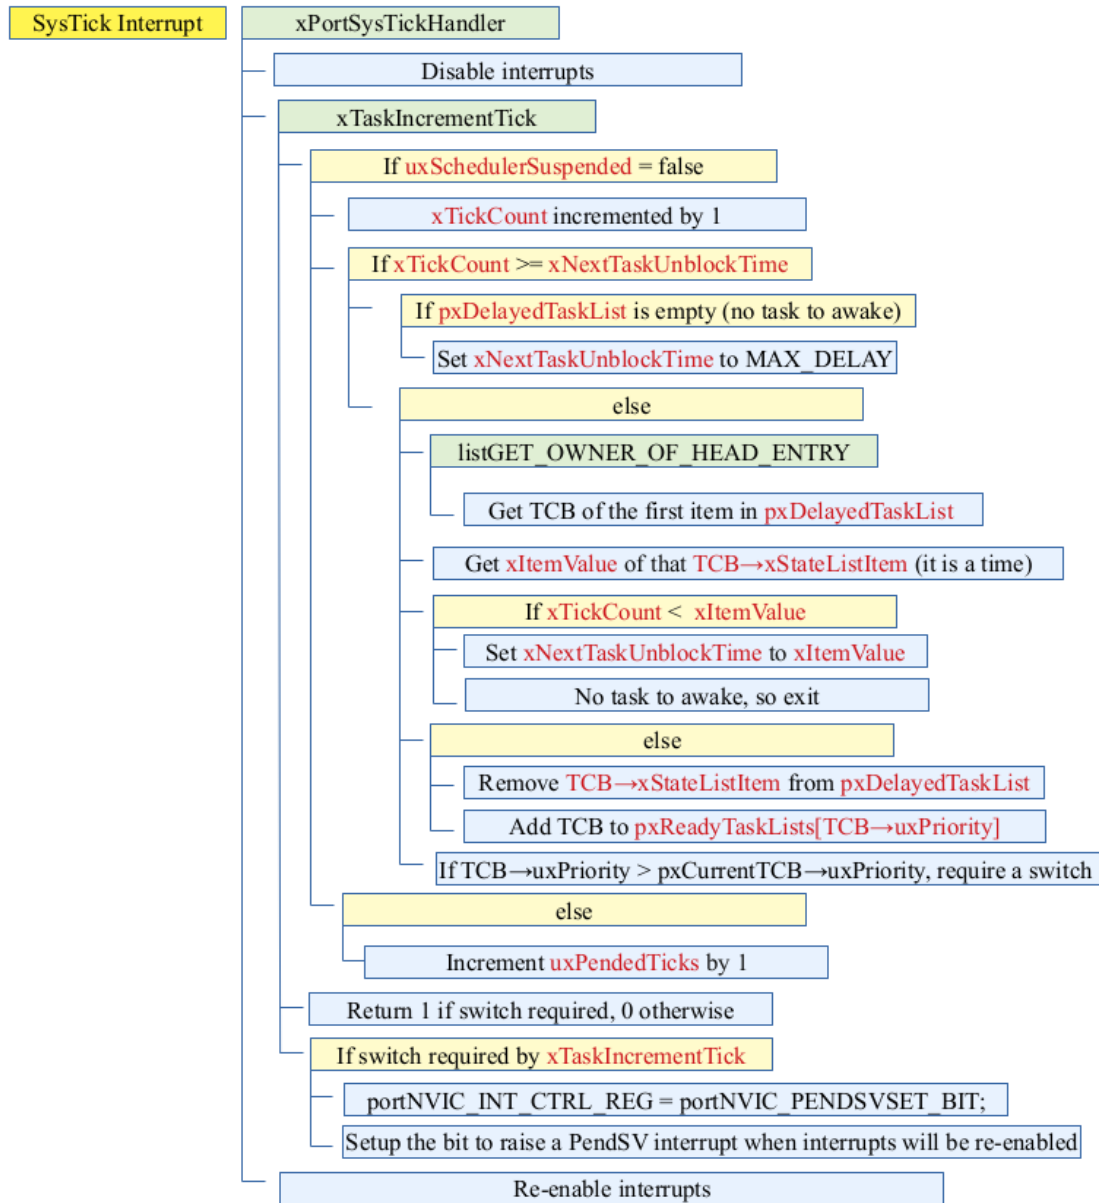 SysTick Interrupt
xPortSysTickHandler
Disable interrupts
xTaskIncrementTick
If uxSchedulerSuspended = false
xTickCount incremented by 1
If xTickCount >= xNextTaskUnblockTime
If pxDelayedTaskList is empty (no task to awake)
Set xNextTaskUnblockTime to MAX_DELAY
else
listGET_OWNER_OF_HEAD_ENTRY
Get TCB of the first item in pxDelayedTaskList
Get xItemValue of that TCB→xStateListItem (it is a time)
If xTickCount < xItemValue
Set xNextTaskUnblockTime to xItemValue
No task to awake, so exit
else
Remove TCB→xStateListItem from pxDelayedTaskList
Add TCB to pxReadyTaskLists[TCB→uxPriority]
If TCB→uxPriority > pxCurrentTCB→uxPriority, require a switch
else
Increment uxPendedTicks by 1
Return 1 if switch required, 0 otherwise
If switch required by xTaskIncrementTick
portNVIC_INT_CTRL_REG = portNVIC_PENDSVSET_BIT;
Setup the bit to raise a PendSV interrupt when interrupts will be re-enabled
Re-enable interrupts